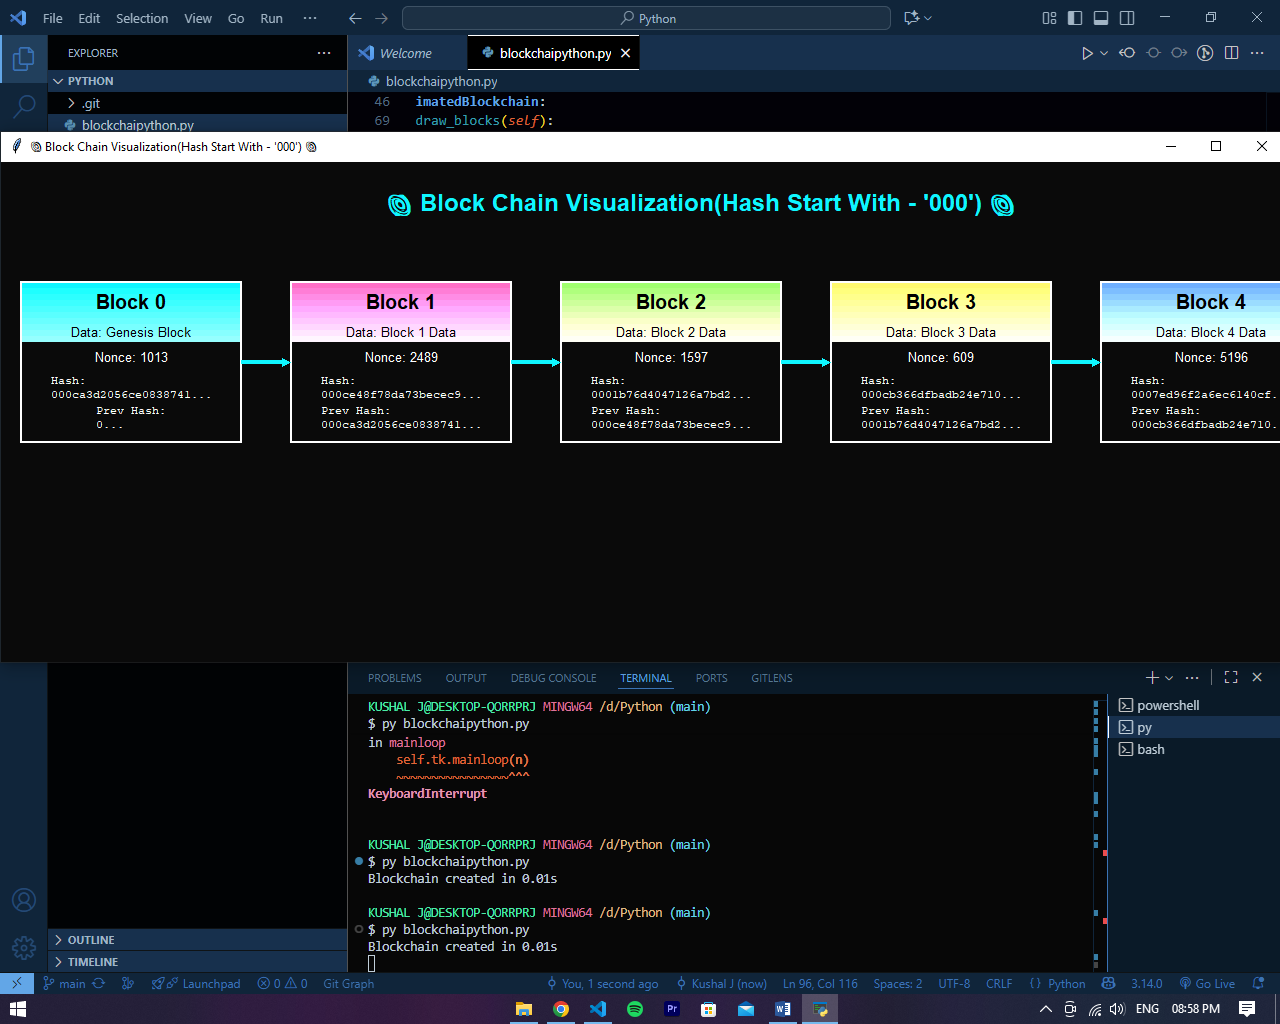 File Edit Selection View Go Run ··· Python
EXPLORER ···
Welcome blockchaipython.py
PYTHON
blockchaipython.py
.git
46 imatedBlockchain:
blockchaipython.py
69 draw_blocks(self):
Block Chain Visualization(Hash Start With - '000')
Block Chain Visualization(Hash Start With - '000')
Block 0
Data: Genesis Block
Nonce: 1013
Hash:
000ca3d2056ce0838741...
Prev Hash:
0...
Block 1
Data: Block 1 Data
Nonce: 2489
Hash:
000ce48f78da73becec9...
Prev Hash:
000ca3d2056ce0838741...
Block 2
Data: Block 2 Data
Nonce: 1597
Hash:
0001b76d4047126a7bd2...
Prev Hash:
000ce48f78da73becec9...
Block 3
Data: Block 3 Data
Nonce: 609
Hash:
000cb366dfbadb24e710...
Prev Hash:
0001b76d4047126a7bd2...
Block 4
Data: Block 4 Data
Nonce: 5196
Hash:
0007ed96f2a6ec6140cf..
Prev Hash:
000cb366dfbadb24e710..
PROBLEMS OUTPUT DEBUG CONSOLE TERMINAL PORTS GITLENS
KUSHAL J@DESKTOP-QORRPRJ MINGW64 /d/Python (main)
$ py blockchaipython.py
in mainloop
self.tk.mainloop(n)
~~~~~~~~~~~~~~~~^^^
KeyboardInterrupt
KUSHAL J@DESKTOP-QORRPRJ MINGW64 /d/Python (main)
$ py blockchaipython.py
Blockchain created in 0.01s
KUSHAL J@DESKTOP-QORRPRJ MINGW64 /d/Python (main)
$ py blockchaipython.py
Blockchain created in 0.01s
powershell
py
bash
OUTLINE
TIMELINE
main Launchpad 0 0 Git Graph You, 1 second ago Kushal J (now) Ln 96, Col 116 Spaces: 2 UTF-8 CRLF { } Python 3.14.0 Go Live
Pr W ENG 08:58 PM